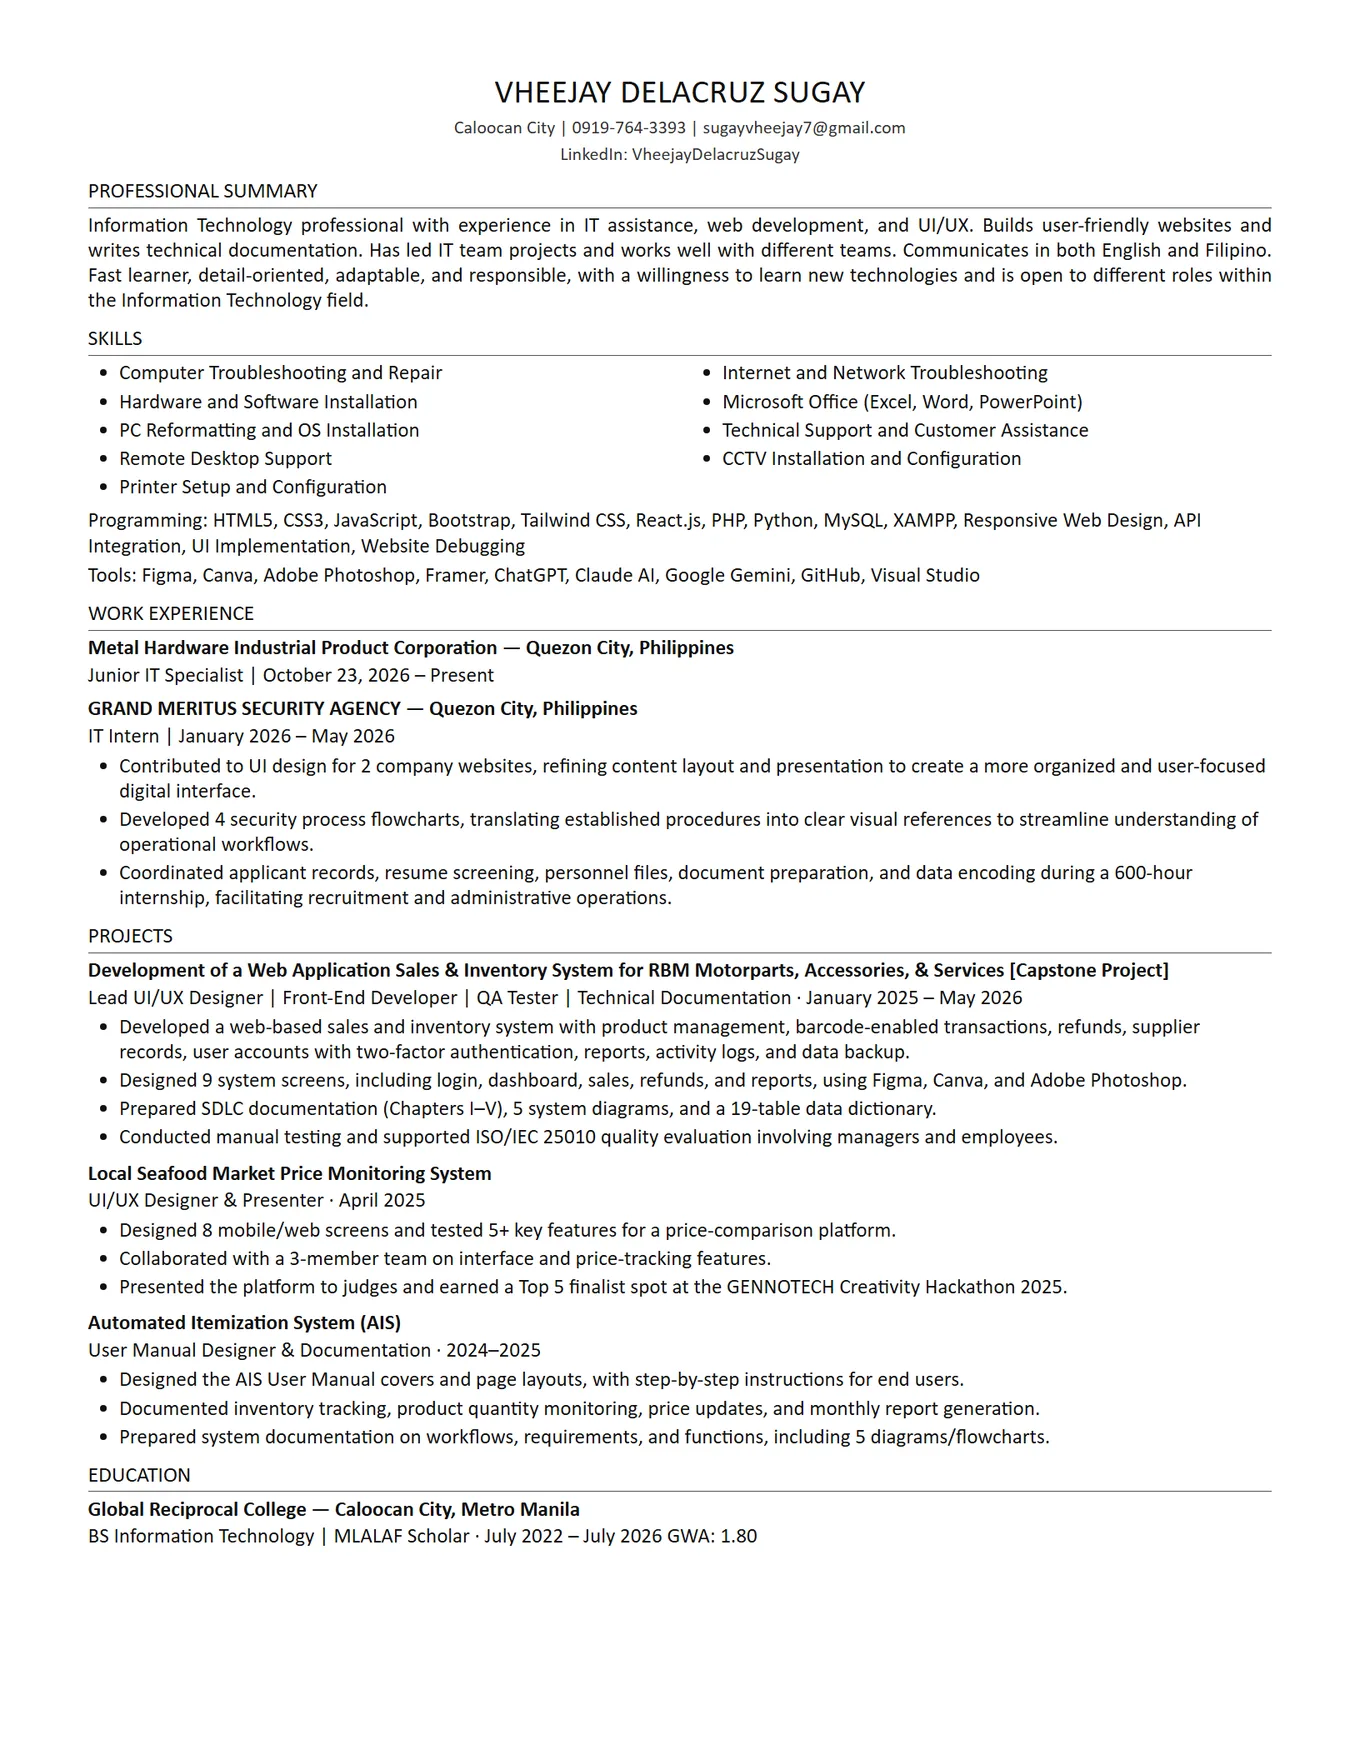 VHEEJAY DELACRUZ SUGAY
Caloocan City | 0919-764-3393 | sugayvheejay7@gmail.com
LinkedIn: VheejayDelacruzSugay
PROFESSIONAL SUMMARY
Information Technology professional with experience in IT assistance, web development, and UI/UX. Builds user-friendly websites and
writes technical documentation. Has led IT team projects and works well with different teams. Communicates in both English and Filipino.
Fast learner, detail-oriented, adaptable, and responsible, with a willingness to learn new technologies and is open to different roles within
the Information Technology field.
SKILLS
• Computer Troubleshooting and Repair
• Hardware and Software Installation
• PC Reformatting and OS Installation
• Remote Desktop Support
• Printer Setup and Configuration
• Internet and Network Troubleshooting
• Microsoft Office (Excel, Word, PowerPoint)
• Technical Support and Customer Assistance
• CCTV Installation and Configuration
Programming: HTML5, CSS3, JavaScript, Bootstrap, Tailwind CSS, React.js, PHP, Python, MySQL, XAMPP, Responsive Web Design, API
Integration, UI Implementation, Website Debugging
Tools: Figma, Canva, Adobe Photoshop, Framer, ChatGPT, Claude AI, Google Gemini, GitHub, Visual Studio
WORK EXPERIENCE
Metal Hardware Industrial Product Corporation — Quezon City, Philippines
Junior IT Specialist | October 23, 2026 – Present
GRAND MERITUS SECURITY AGENCY — Quezon City, Philippines
IT Intern | January 2026 – May 2026
• Contributed to UI design for 2 company websites, refining content layout and presentation to create a more organized and user-focused
digital interface.
• Developed 4 security process flowcharts, translating established procedures into clear visual references to streamline understanding of
operational workflows.
• Coordinated applicant records, resume screening, personnel files, document preparation, and data encoding during a 600-hour
internship, facilitating recruitment and administrative operations.
PROJECTS
Development of a Web Application Sales & Inventory System for RBM Motorparts, Accessories, & Services [Capstone Project]
Lead UI/UX Designer | Front-End Developer | QA Tester | Technical Documentation · January 2025 – May 2026
• Developed a web-based sales and inventory system with product management, barcode-enabled transactions, refunds, supplier
records, user accounts with two-factor authentication, reports, activity logs, and data backup.
• Designed 9 system screens, including login, dashboard, sales, refunds, and reports, using Figma, Canva, and Adobe Photoshop.
• Prepared SDLC documentation (Chapters I–V), 5 system diagrams, and a 19-table data dictionary.
• Conducted manual testing and supported ISO/IEC 25010 quality evaluation involving managers and employees.
Local Seafood Market Price Monitoring System
UI/UX Designer & Presenter · April 2025
• Designed 8 mobile/web screens and tested 5+ key features for a price-comparison platform.
• Collaborated with a 3-member team on interface and price-tracking features.
• Presented the platform to judges and earned a Top 5 finalist spot at the GENNOTECH Creativity Hackathon 2025.
Automated Itemization System (AIS)
User Manual Designer & Documentation · 2024–2025
• Designed the AIS User Manual covers and page layouts, with step-by-step instructions for end users.
• Documented inventory tracking, product quantity monitoring, price updates, and monthly report generation.
• Prepared system documentation on workflows, requirements, and functions, including 5 diagrams/flowcharts.
EDUCATION
Global Reciprocal College — Caloocan City, Metro Manila
BS Information Technology | MLALAF Scholar · July 2022 – July 2026 GWA: 1.80